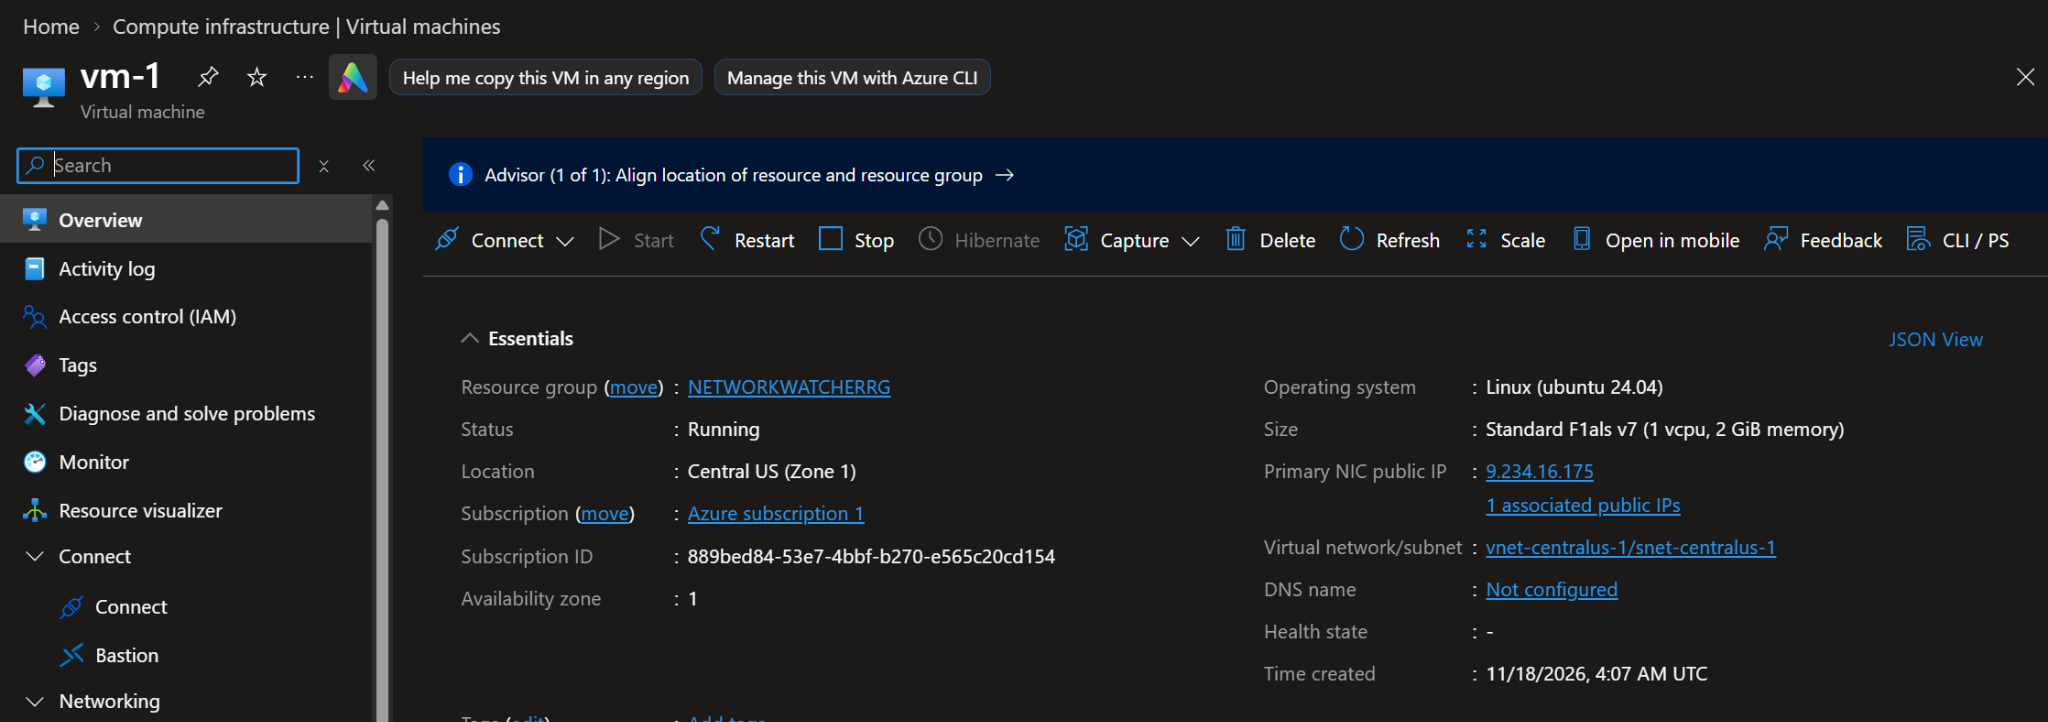 Home > Compute infrastructure | Virtual machines
vm-1
Help me copy this VM in any region
Manage this VM with Azure CLI
Virtual machine
Search
Overview
Activity log
Access control (IAM)
Tags
Diagnose and solve problems
Monitor
Resource visualizer
Connect
Connect
Bastion
Networking
Advisor (1 of 1): Align location of resource and resource group →
Connect Start Restart Stop Hibernate Capture Delete Refresh Scale Open in mobile Feedback CLI / PS
Essentials
JSON View
Resource group (move) : NETWORKWATCHERRG
Status : Running
Location : Central US (Zone 1)
Subscription (move) : Azure subscription 1
Subscription ID : 889bed84-53e7-4bbf-b270-e565c20cd154
Availability zone : 1
Operating system : Linux (ubuntu 24.04)
Size : Standard F1als v7 (1 vcpu, 2 GiB memory)
Primary NIC public IP : 9.234.16.175
1 associated public IPs
Virtual network/subnet : vnet-centralus-1/snet-centralus-1
DNS name : Not configured
Health state : -
Time created : 11/18/2026, 4:07 AM UTC
Tags (edit) : Add tags